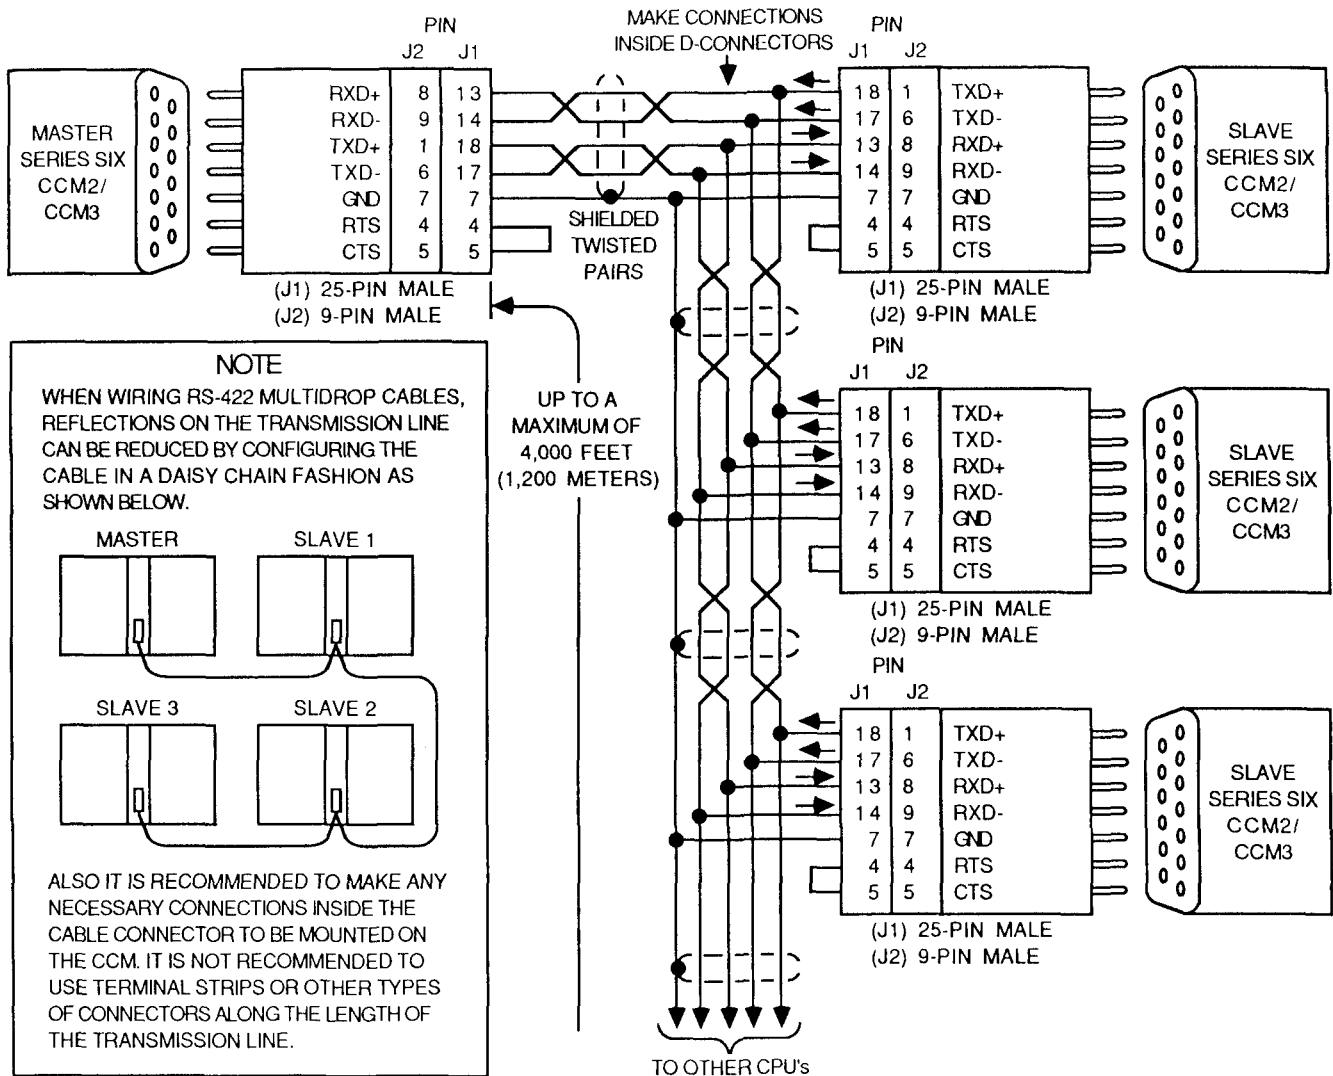 MAKE CONNECTIONS
INSIDE D-CONNECTORS
PIN
J2 J1
MASTER
SERIES SIX
CCM2/
CCM3
RXD+ 8 13
RXD- 9 14
TXD+ 1 18
TXD- 6 17
GND 7 7
RTS 4 4
CTS 5 5
(J1) 25-PIN MALE
(J2) 9-PIN MALE
SHIELDED
TWISTED
PAIRS
PIN
J1 J2
18 1 TXD+
17 6 TXD-
13 8 RXD+
14 9 RXD-
7 7 GND
4 4 RTS
5 5 CTS
(J1) 25-PIN MALE
(J2) 9-PIN MALE
SLAVE
SERIES SIX
CCM2/
CCM3
NOTE
WHEN WIRING RS-422 MULTIDROP CABLES,
REFLECTIONS ON THE TRANSMISSION LINE
CAN BE REDUCED BY CONFIGURING THE
CABLE IN A DAISY CHAIN FASHION AS
SHOWN BELOW.
MASTER SLAVE 1
SLAVE 3 SLAVE 2
ALSO IT IS RECOMMENDED TO MAKE ANY
NECESSARY CONNECTIONS INSIDE THE
CABLE CONNECTOR TO BE MOUNTED ON
THE CCM. IT IS NOT RECOMMENDED TO
USE TERMINAL STRIPS OR OTHER TYPES
OF CONNECTORS ALONG THE LENGTH OF
THE TRANSMISSION LINE.
UP TO A
MAXIMUM OF
4,000 FEET
(1,200 METERS)
PIN
J1 J2
18 1 TXD+
17 6 TXD-
13 8 RXD+
14 9 RXD-
7 7 GND
4 4 RTS
5 5 CTS
(J1) 25-PIN MALE
(J2) 9-PIN MALE
SLAVE
SERIES SIX
CCM2/
CCM3
PIN
J1 J2
18 1 TXD+
17 6 TXD-
13 8 RXD+
14 9 RXD-
7 7 GND
4 4 RTS
5 5 CTS
(J1) 25-PIN MALE
(J2) 9-PIN MALE
SLAVE
SERIES SIX
CCM2/
CCM3
TO OTHER CPU's